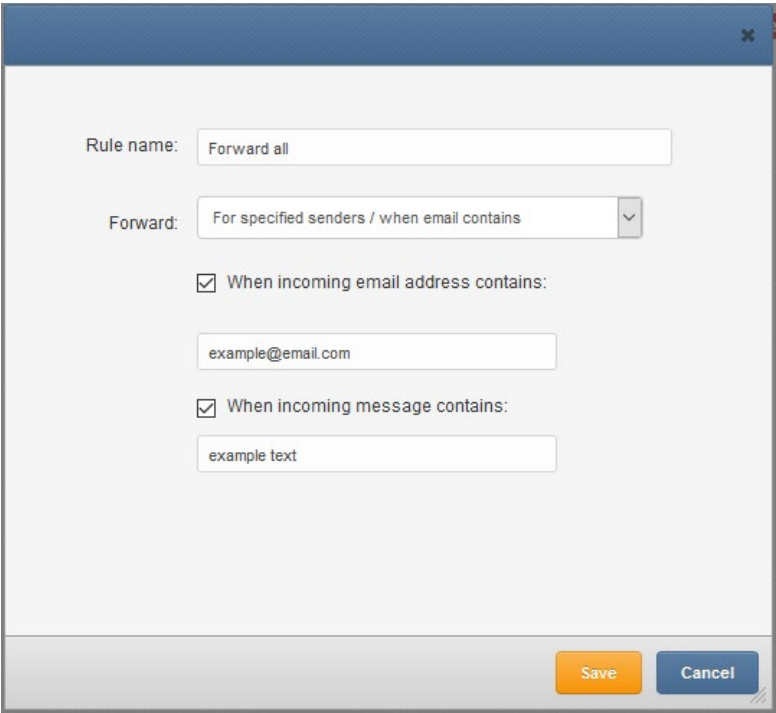 Rule name: Forward all
Forward: For specified senders / when email contains
When incoming email address contains:
example@email.com
When incoming message contains:
example text
Save Cancel